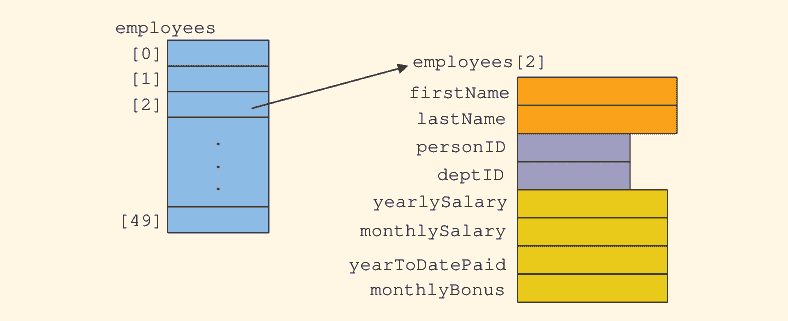 employees
[0]
[1]
[2]
[49]
employees[2]
firstName
lastName
personID
deptID
yearlySalary
monthlySalary
yearToDatePaid
monthlyBonus